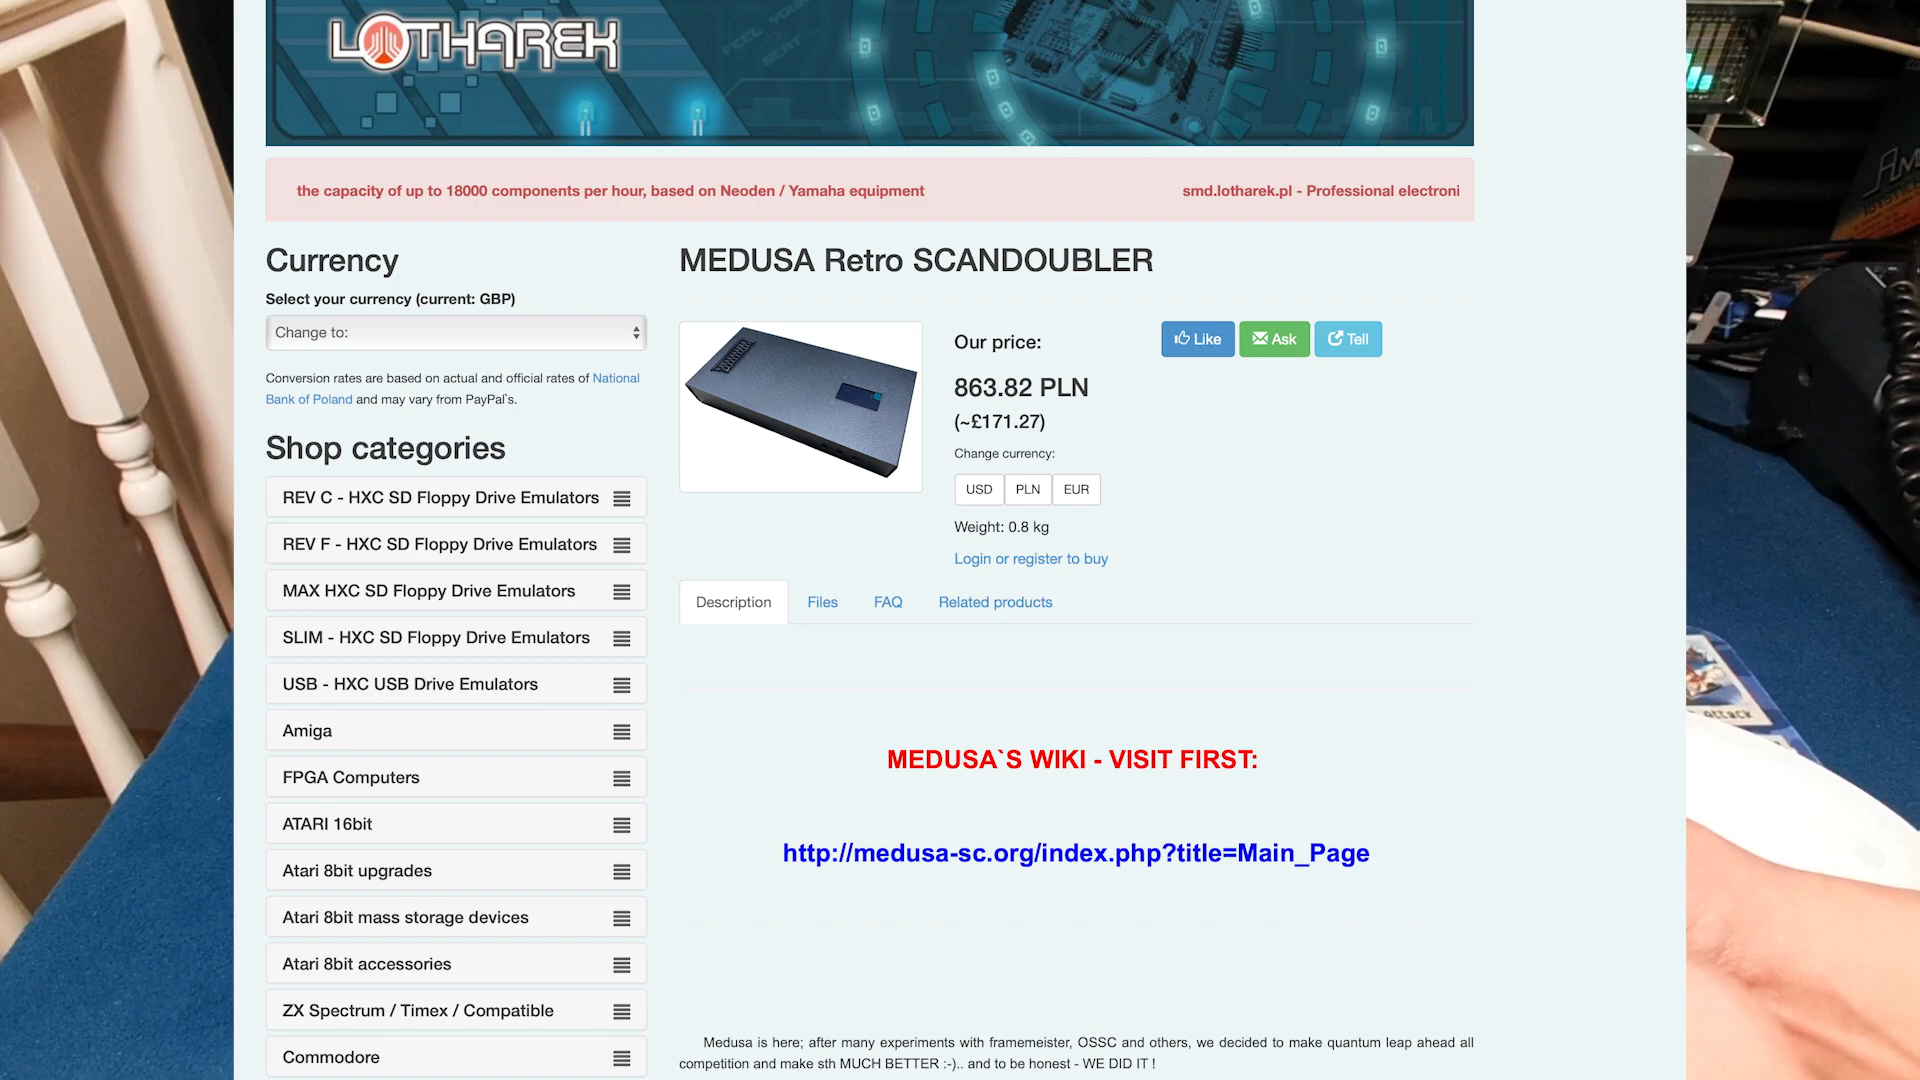 LOTHAREK
the capacity of up to 18000 components per hour, based on Neoden / Yamaha equipment
smd.lotharek.pl - Professional electroni
Currency
Select your currency (current: GBP)
Change to:
Conversion rates are based on actual and official rates of National
Bank of Poland and may vary from PayPal`s.
Shop categories
REV C - HXC SD Floppy Drive Emulators
REV F - HXC SD Floppy Drive Emulators
MAX HXC SD Floppy Drive Emulators
SLIM - HXC SD Floppy Drive Emulators
USB - HXC USB Drive Emulators
Amiga
FPGA Computers
ATARI 16bit
Atari 8bit upgrades
Atari 8bit mass storage devices
Atari 8bit accessories
ZX Spectrum / Timex / Compatible
Commodore
MEDUSA Retro SCANDOUBLER
Our price:
863.82 PLN
(~£171.27)
Change currency:
USD PLN EUR
Weight: 0.8 kg
Login or register to buy
Like Ask Tell
Description Files FAQ Related products
MEDUSA`S WIKI - VISIT FIRST:
http://medusa-sc.org/index.php?title=Main_Page
Medusa is here; after many experiments with framemeister, OSSC and others, we decided to make quantum leap ahead all
competition and make sth MUCH BETTER :-).. and to be honest - WE DID IT !
attack